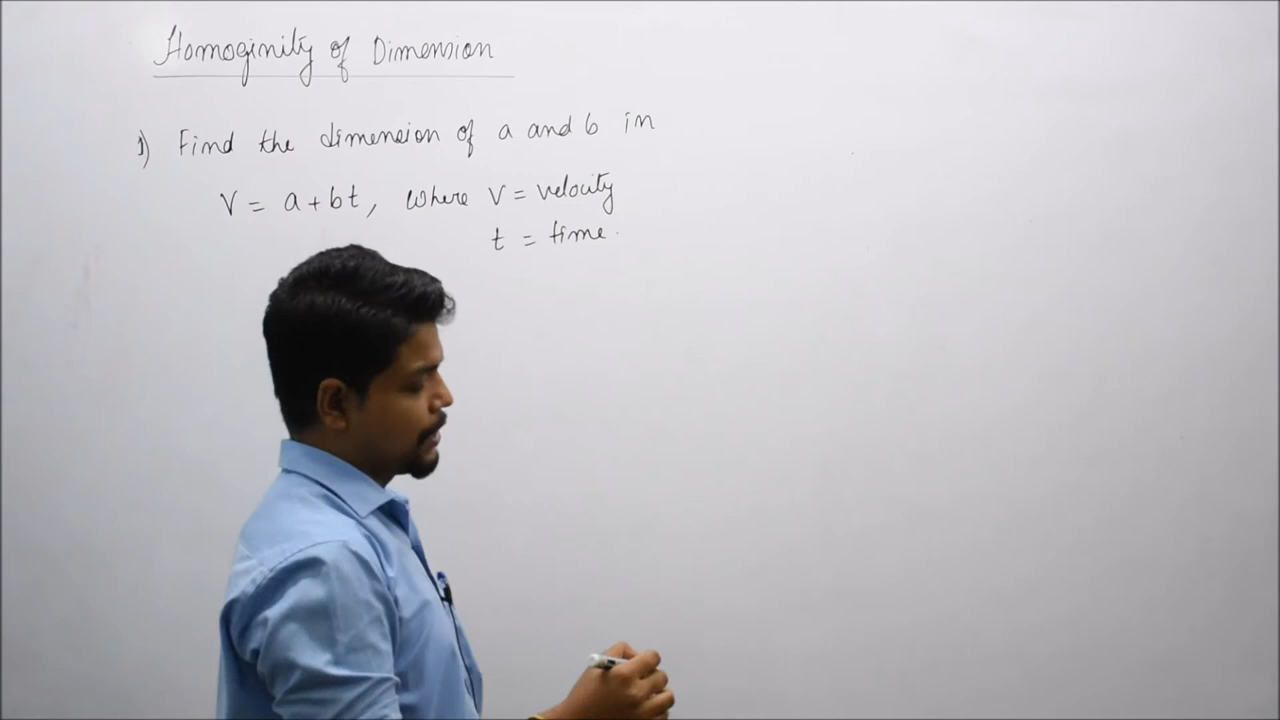 Homoginity of Dimension
1) Find the dimension of a and b in
V = a + bt, where V = velocity
t = time.